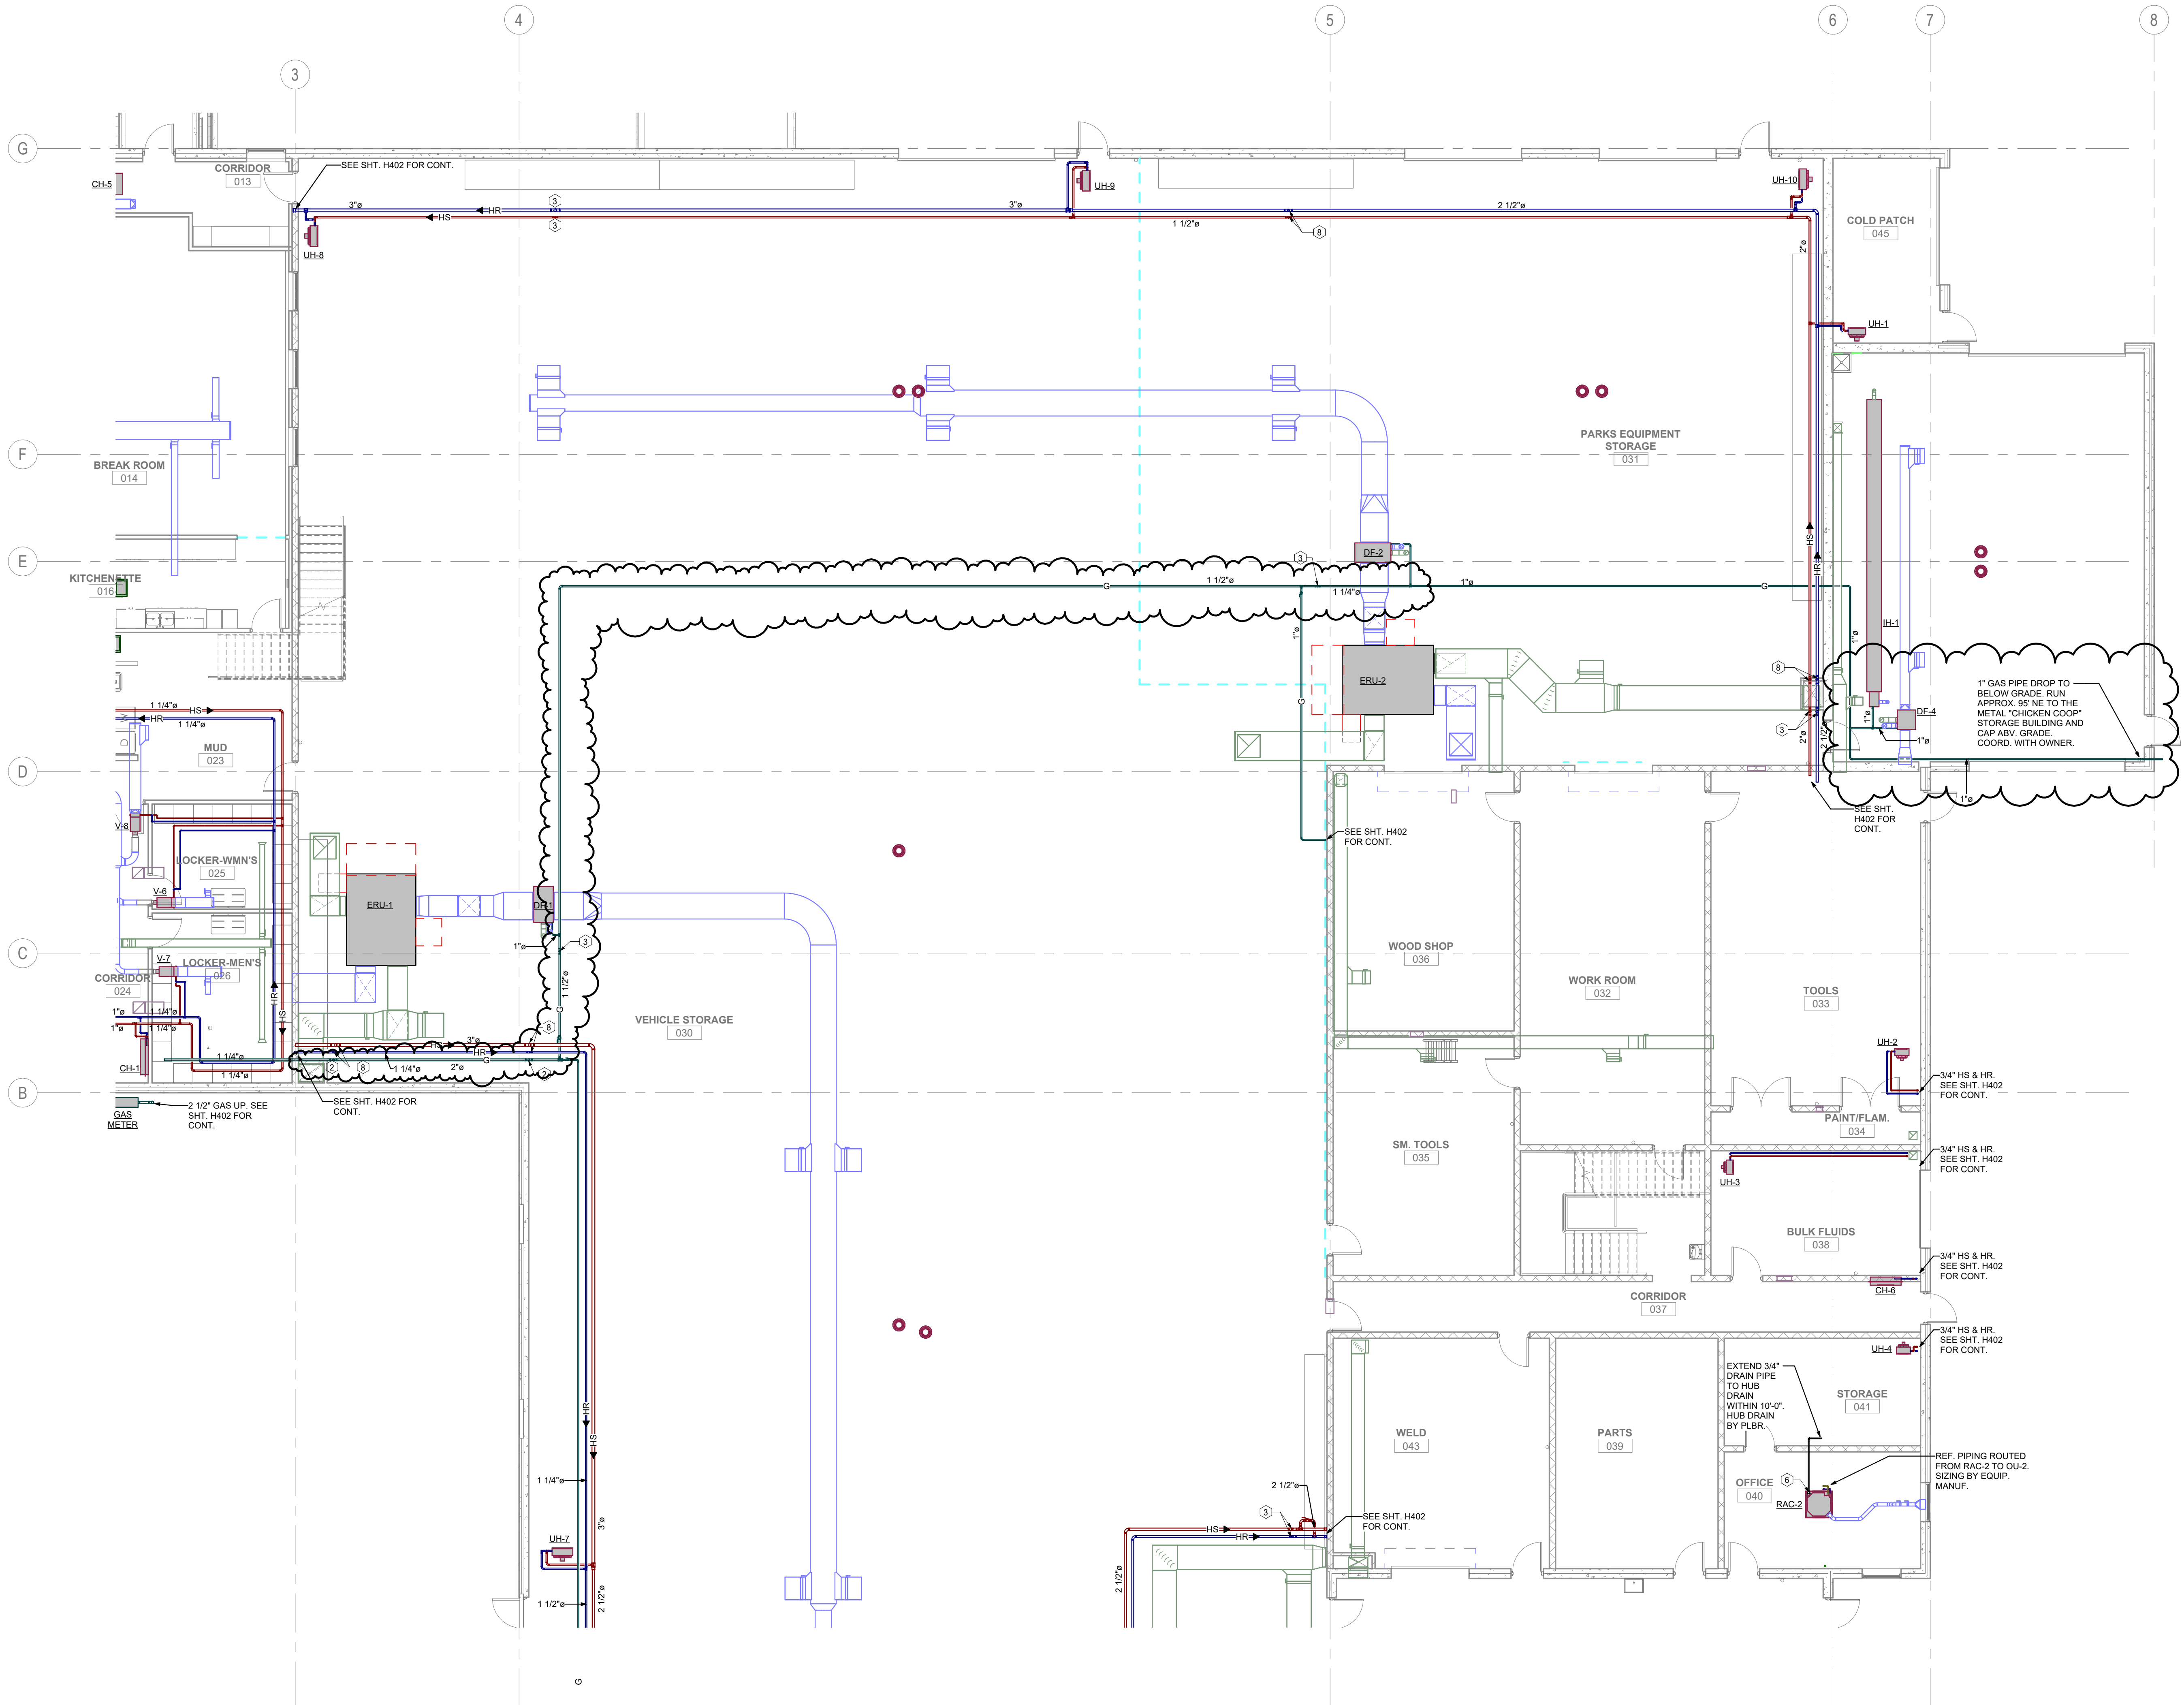 4
5
6
7
8
3
G
CORRIDOR
013
SEE SHT. H402 FOR CONT.
CH-5
UH-9
UH-10
3"ø
HR
3
3"ø
2 1/2"ø
HS
3
1 1/2"ø
8
UH-8
2"ø
COLD PATCH
045
UH-1
F
BREAK ROOM
014
PARKS EQUIPMENT
STORAGE
031
HS
HR
E
KITCHENETTE
016
DF-2
3
G
1 1/2"ø
1 1/4"ø
1"ø
G
1"ø
1"ø
IH-1
G
ERU-2
8
3
2"ø
2 1/2"ø
1"ø
DF-4
1"ø
1" GAS PIPE DROP TO
BELOW GRADE. RUN
APPROX. 95' NE TO THE
METAL "CHICKEN COOP"
STORAGE BUILDING AND
CAP ABV. GRADE.
COORD. WITH OWNER.
1"ø
SEE SHT.
H402 FOR
CONT.
1 1/4"ø
HS
HR
1 1/4"ø
MUD
023
D
D
SEE SHT. H402
FOR CONT.
V-8
LOCKER-WMN'S
025
V-6
ERU-1
DF-1
1"ø
3
1 1/2"ø
G
C
V-7
LOCKER-MEN'S
026
CORRIDOR
024
HR
HS
1"ø
1 1/4"ø
1"ø
1 1/4"ø
WOOD SHOP
036
WORK ROOM
032
TOOLS
033
VEHICLE STORAGE
030
HS
3"ø
HR
G
8
1 1/4"ø
1 1/4"ø
CH-1
2
8
1 1/4"ø
2"ø
2
B
GAS
METER
2 1/2" GAS UP. SEE
SHT. H402 FOR
CONT.
SEE SHT. H402 FOR
CONT.
UH-2
3/4" HS & HR.
SEE SHT. H402
FOR CONT.
PAINT/FLAM.
034
SM. TOOLS
035
UH-3
3/4" HS & HR.
SEE SHT. H402
FOR CONT.
BULK FLUIDS
038
3/4" HS & HR.
SEE SHT. H402
FOR CONT.
CH-6
CORRIDOR
037
3/4" HS & HR.
SEE SHT. H402
FOR CONT.
UH-4
EXTEND 3/4"
DRAIN PIPE
TO HUB
DRAIN
WITHIN 10'-0".
HUB DRAIN
BY PLBR.
STORAGE
041
HR
HS
WELD
043
PARTS
039
REF. PIPING ROUTED
FROM RAC-2 TO OU-2.
SIZING BY EQUIP.
MANUF.
OFFICE
040
6
RAC-2
1 1/4"ø
3"ø
UH-7
1 1/2"ø
2 1/2"ø
2 1/2"ø
3
HS
HR
SEE SHT. H402
FOR CONT.
2 1/2"ø
G